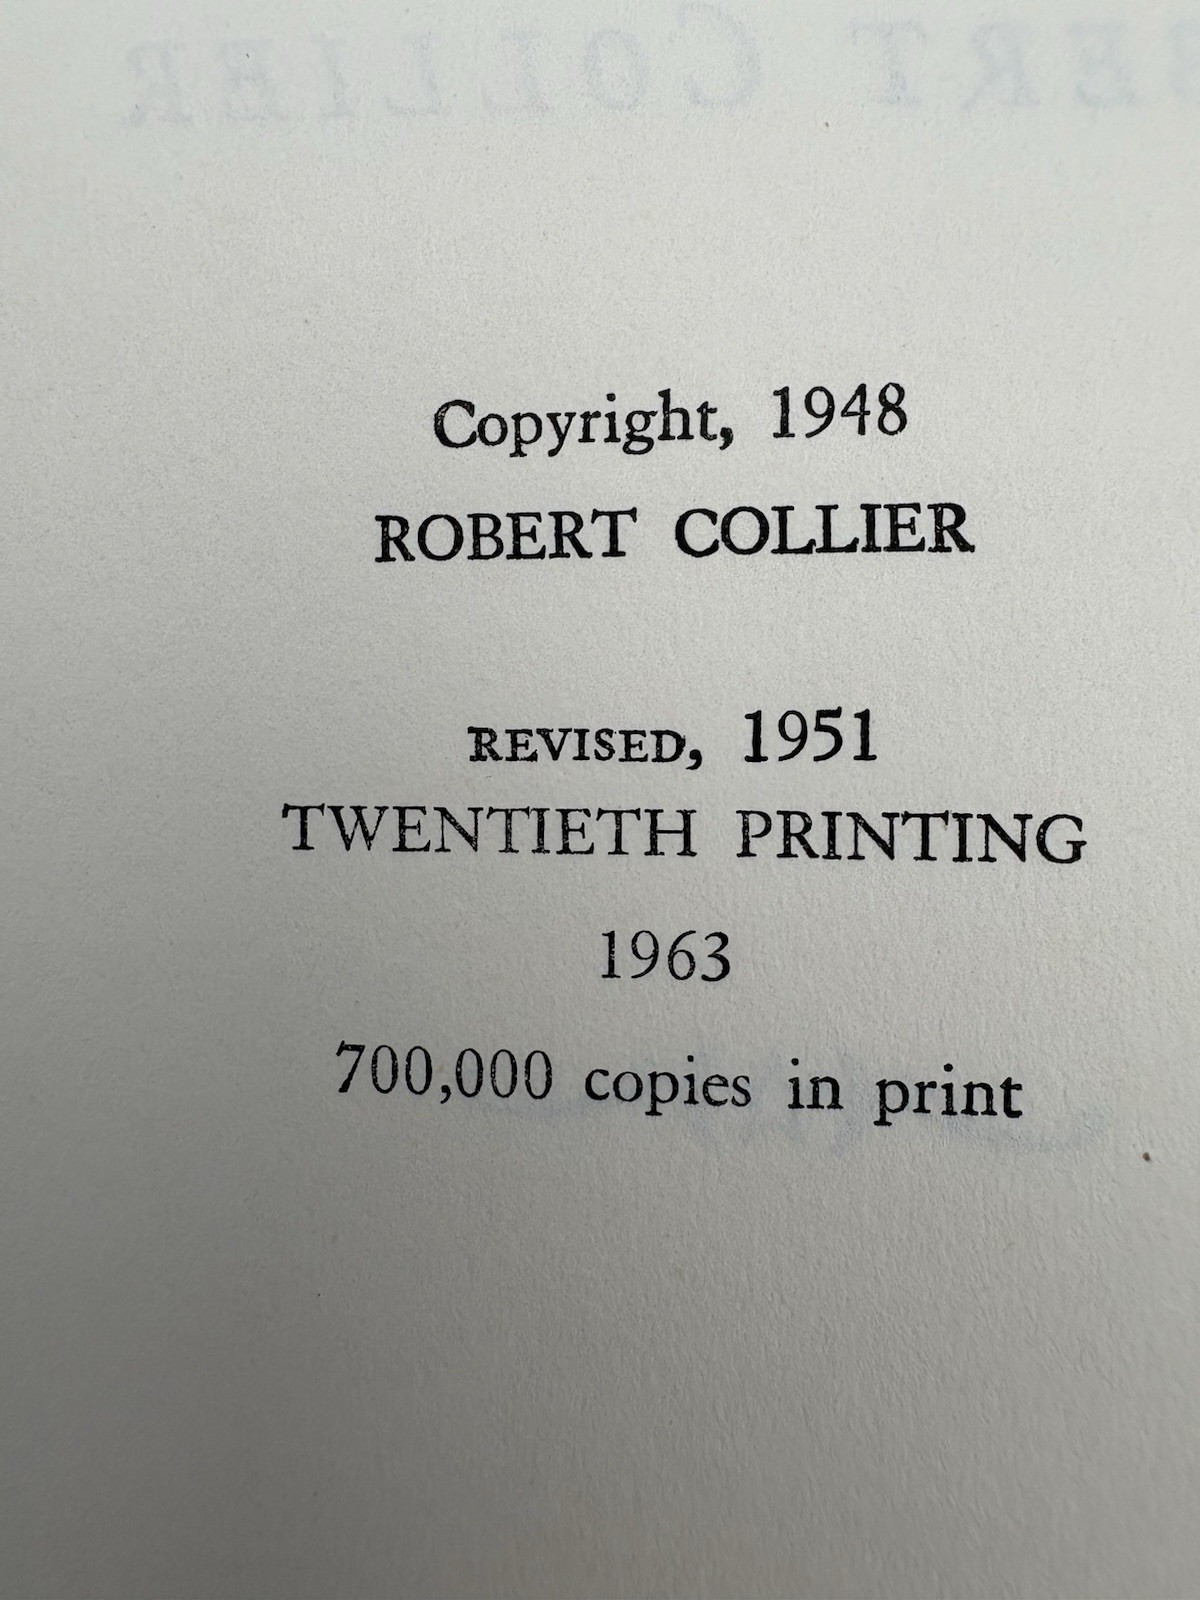 Copyright, 1948
ROBERT COLLIER
REVISED, 1951
TWENTIETH PRINTING
1963
700,000 copies in print